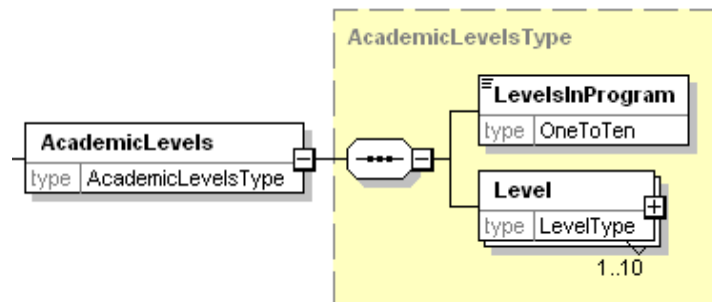 AcademicLevelsType
LevelsInProgram
type OneToTen
AcademicLevels
type AcademicLevelsType
Level
type LevelType
1..10